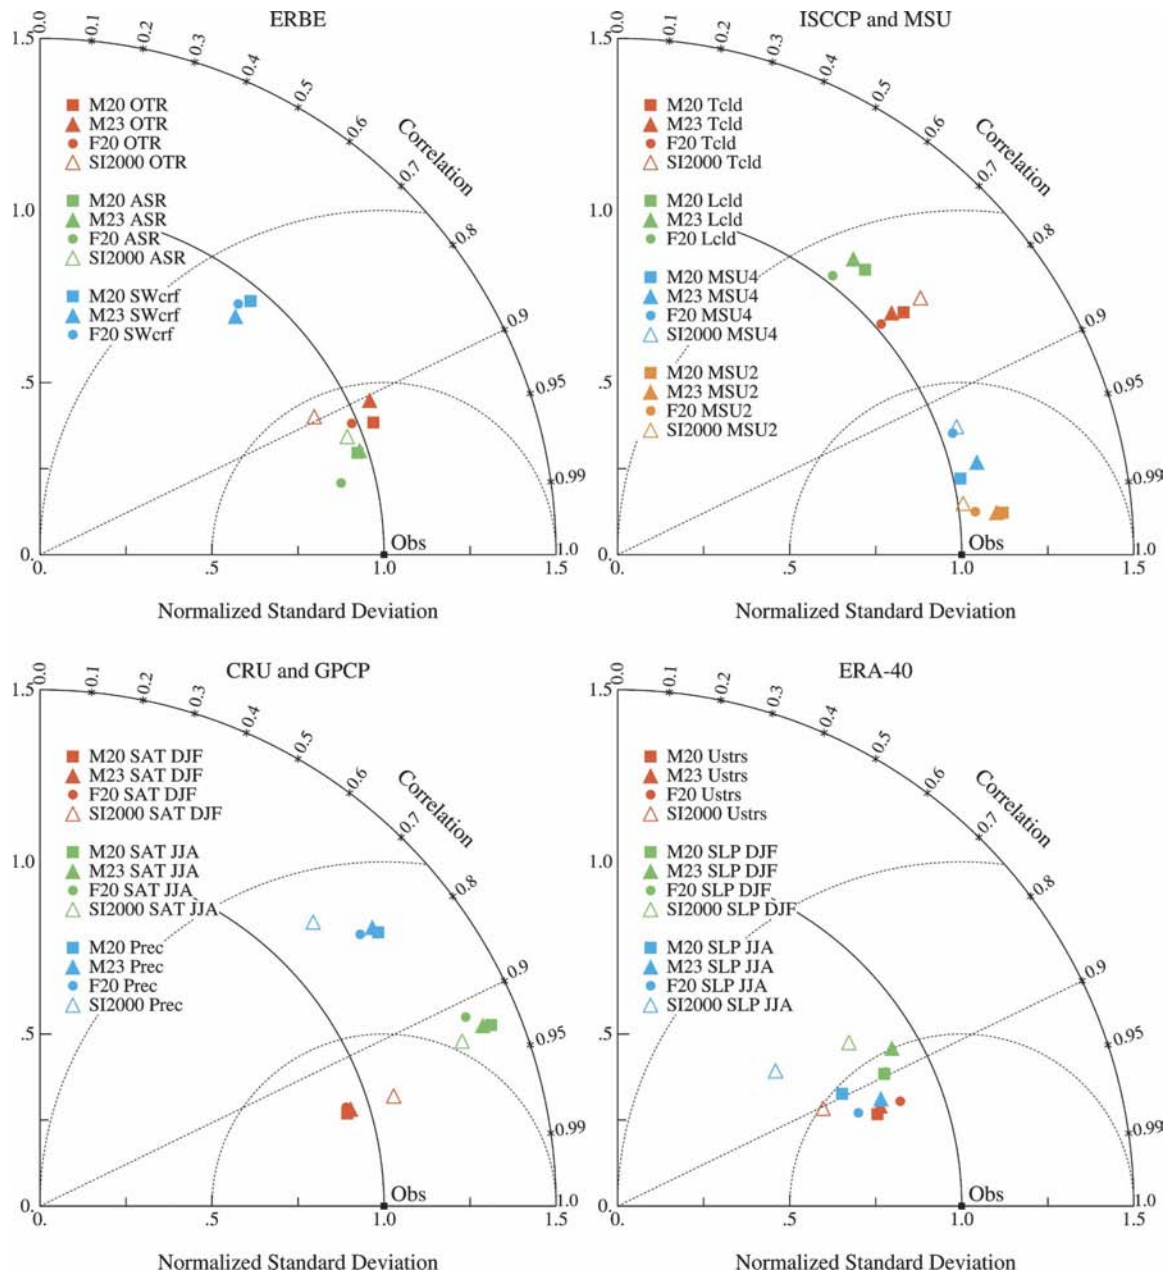 ERBE
1.5
1.0
.5
0.
0.0
0.1
0.2
0.3
0.4
0.5
0.6
0.7
0.8
0.9
0.95
0.99
1.0
Correlation
M20 OTR
M23 OTR
F20 OTR
SI2000 OTR
M20 ASR
M23 ASR
F20 ASR
SI2000 ASR
M20 SWcrf
M23 SWcrf
F20 SWcrf
Obs
0.
.5
1.0
1.5
Normalized Standard Deviation
ISCCP and MSU
1.5
1.0
.5
0.
0.0
0.1
0.2
0.3
0.4
0.5
0.6
0.7
0.8
0.9
0.95
0.99
1.0
Correlation
M20 Tcld
M23 Tcld
F20 Tcld
SI2000 Tcld
M20 Lcld
M23 Lcld
F20 Lcld
M20 MSU4
M23 MSU4
F20 MSU4
SI2000 MSU4
M20 MSU2
M23 MSU2
F20 MSU2
SI2000 MSU2
Obs
0.
.5
1.0
1.5
Normalized Standard Deviation
CRU and GPCP
1.5
1.0
.5
0.
0.0
0.1
0.2
0.3
0.4
0.5
0.6
0.7
0.8
0.9
0.95
0.99
1.0
Correlation
M20 SAT DJF
M23 SAT DJF
F20 SAT DJF
SI2000 SAT DJF
M20 SAT JJA
M23 SAT JJA
F20 SAT JJA
SI2000 SAT JJA
M20 Prec
M23 Prec
F20 Prec
SI2000 Prec
Obs
0.
.5
1.0
1.5
Normalized Standard Deviation
ERA-40
1.5
1.0
.5
0.
0.0
0.1
0.2
0.3
0.4
0.5
0.6
0.7
0.8
0.9
0.95
0.99
1.0
Correlation
M20 Ustrs
M23 Ustrs
F20 Ustrs
SI2000 Ustrs
M20 SLP DJF
M23 SLP DJF
F20 SLP DJF
SI2000 SLP DJF
M20 SLP JJA
M23 SLP JJA
F20 SLP JJA
SI2000 SLP JJA
Obs
0.
.5
1.0
1.5
Normalized Standard Deviation